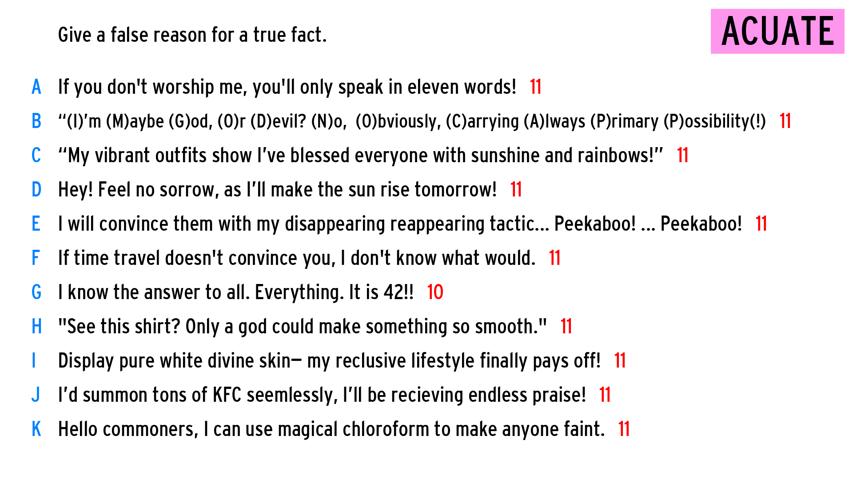 Give a false reason for a true fact.
ACUATE
A If you don't worship me, you'll only speak in eleven words! 11
B “(I)’m (M)aybe (G)od, (O)r (D)evil? (N)o, (O)bviously, (C)arrying (A)lways (P)rimary (P)ossibility(!) 11
C “My vibrant outfits show I’ve blessed everyone with sunshine and rainbows!” 11
D Hey! Feel no sorrow, as I’ll make the sun rise tomorrow! 11
E I will convince them with my disappearing reappearing tactic... Peekaboo! ... Peekaboo! 11
F If time travel doesn't convince you, I don't know what would. 11
G I know the answer to all. Everything. It is 42!! 10
H "See this shirt? Only a god could make something so smooth." 11
I Display pure white divine skin— my reclusive lifestyle finally pays off! 11
J I’d summon tons of KFC seemlessly, I’ll be recieving endless praise! 11
K Hello commoners, I can use magical chloroform to make anyone faint. 11